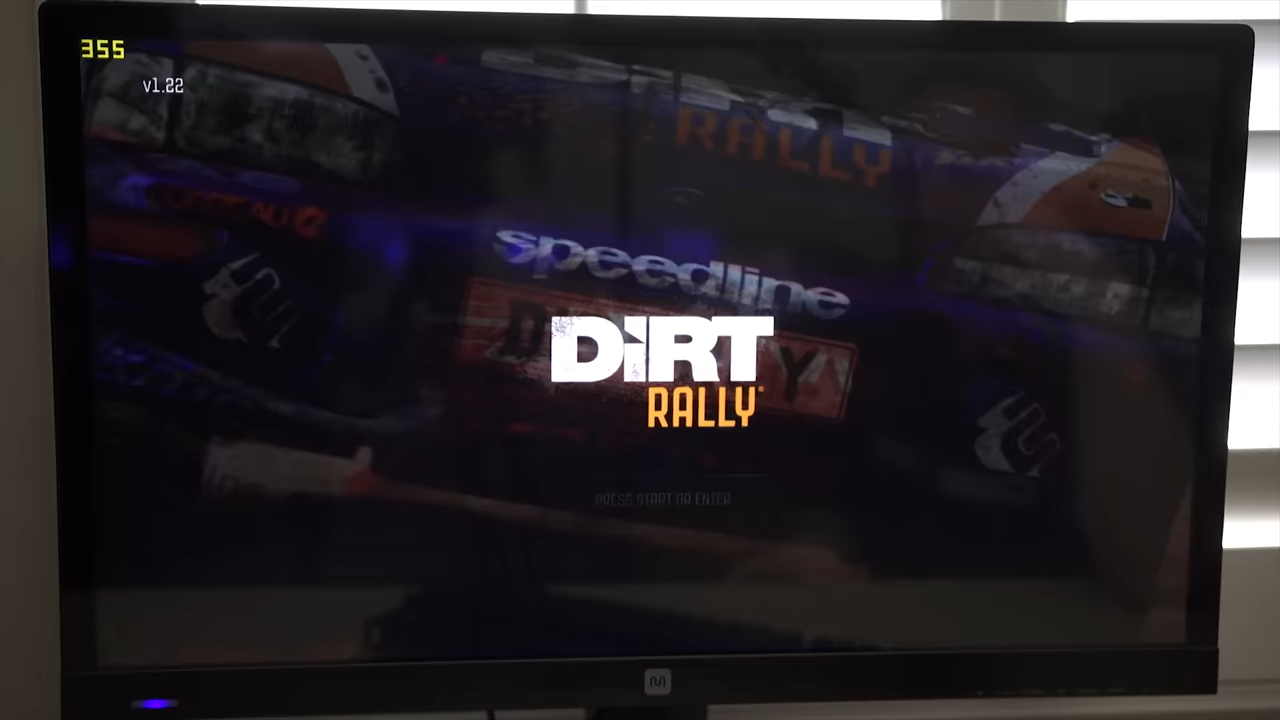 355
v1.22
RALLY
speedline
DiRT
RALLY
PRESS START OR ENTER